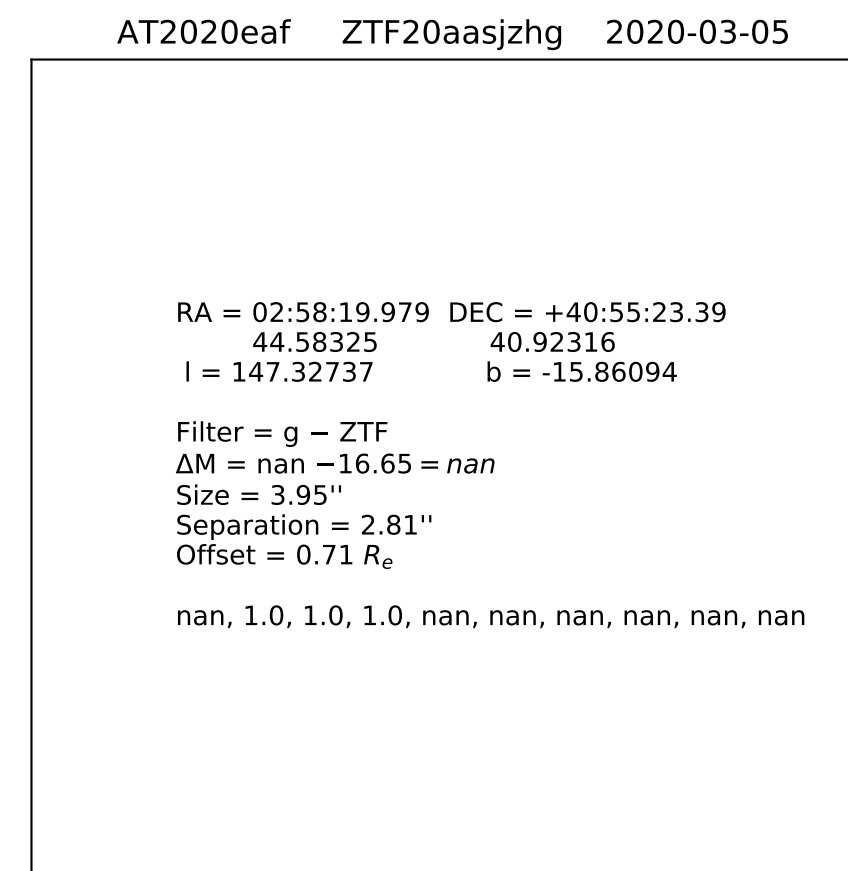 AT2020eaf ZTF20aasjzhg 2020-03-05
RA = 02:58:19.979 DEC = +40:55:23.39
44.58325 40.92316
l = 147.32737 b = -15.86094
Filter = g − ZTF
ΔM = nan −16.65 = nan
Size = 3.95''
Separation = 2.81''
Offset = 0.71 Re
nan, 1.0, 1.0, 1.0, nan, nan, nan, nan, nan, nan